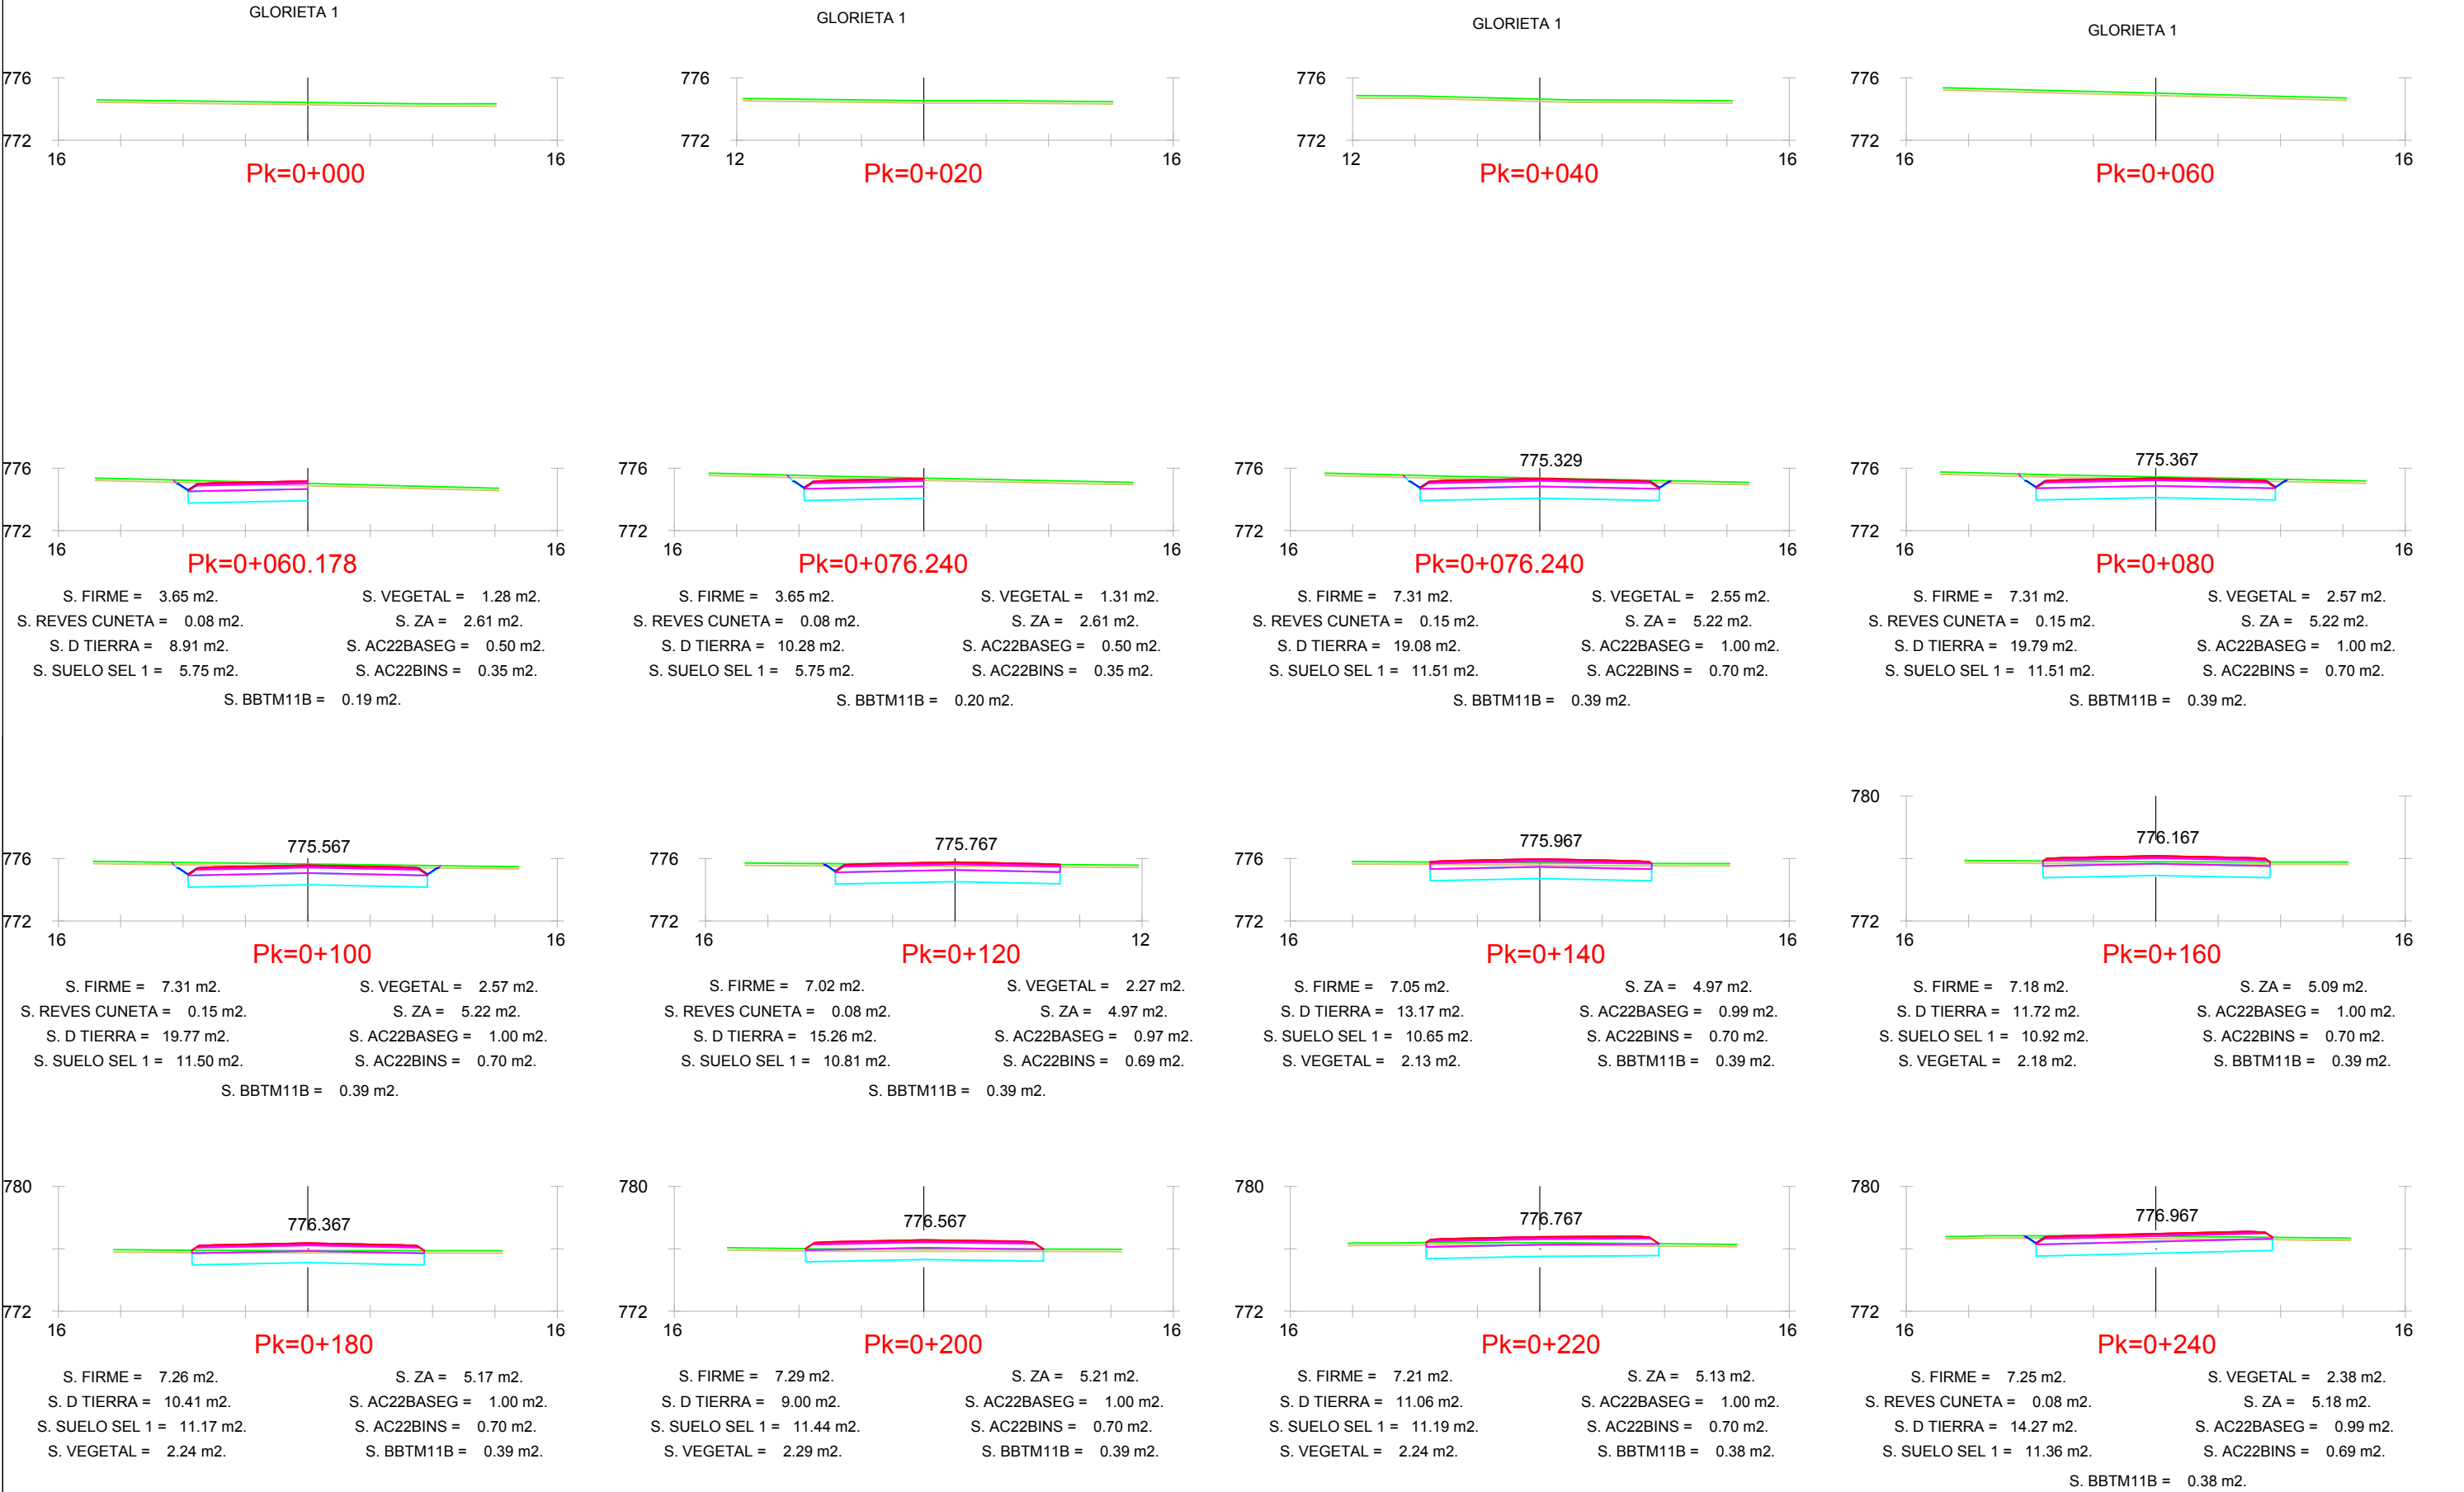 GLORIETA 1 GLORIETA 1 GLORIETA 1 GLORIETA 1
776 776 776 776
772 772 772 772
16 16 12 16 12 16 16 16
Pk=0+000 Pk=0+020 Pk=0+040 Pk=0+060
775.329 775.367
776 776 776 776
772 772 772 772
16 16 16 16 16 16 16 16
Pk=0+060.178 Pk=0+076.240 Pk=0+076.240 Pk=0+080
S. FIRME = 3.65 m2. S. VEGETAL = 1.28 m2. S. FIRME = 3.65 m2. S. VEGETAL = 1.31 m2. S. FIRME = 7.31 m2. S. VEGETAL = 2.55 m2. S. FIRME = 7.31 m2. S. VEGETAL = 2.57 m2.
S. REVES CUNETA = 0.08 m2. S. ZA = 2.61 m2. S. REVES CUNETA = 0.08 m2. S. ZA = 2.61 m2. S. REVES CUNETA = 0.15 m2. S. ZA = 5.22 m2. S. REVES CUNETA = 0.15 m2. S. ZA = 5.22 m2.
S. D TIERRA = 8.91 m2. S. AC22BASEG = 0.50 m2. S. D TIERRA = 10.28 m2. S. AC22BASEG = 0.50 m2. S. D TIERRA = 19.08 m2. S. AC22BASEG = 1.00 m2. S. D TIERRA = 19.79 m2. S. AC22BASEG = 1.00 m2.
S. SUELO SEL 1 = 5.75 m2. S. AC22BINS = 0.35 m2. S. SUELO SEL 1 = 5.75 m2. S. AC22BINS = 0.35 m2. S. SUELO SEL 1 = 11.51 m2. S. AC22BINS = 0.70 m2. S. SUELO SEL 1 = 11.51 m2. S. AC22BINS = 0.70 m2.
S. BBTM11B = 0.19 m2. S. BBTM11B = 0.20 m2. S. BBTM11B = 0.39 m2. S. BBTM11B = 0.39 m2.
780
775.567 775.767 775.967 776.167
776 776 776
772 772 772 772
16 16 16 12 16 16 16 16
Pk=0+100 Pk=0+120 Pk=0+140 Pk=0+160
S. FIRME = 7.31 m2. S. VEGETAL = 2.57 m2. S. FIRME = 7.02 m2. S. VEGETAL = 2.27 m2. S. FIRME = 7.05 m2. S. ZA = 4.97 m2. S. FIRME = 7.18 m2. S. ZA = 5.09 m2.
S. REVES CUNETA = 0.15 m2. S. ZA = 5.22 m2. S. REVES CUNETA = 0.08 m2. S. ZA = 4.97 m2. S. D TIERRA = 13.17 m2. S. AC22BASEG = 0.99 m2. S. D TIERRA = 11.72 m2. S. AC22BASEG = 1.00 m2.
S. D TIERRA = 19.77 m2. S. AC22BASEG = 1.00 m2. S. D TIERRA = 15.26 m2. S. AC22BASEG = 0.97 m2. S. SUELO SEL 1 = 10.65 m2. S. AC22BINS = 0.70 m2. S. SUELO SEL 1 = 10.92 m2. S. AC22BINS = 0.70 m2.
S. SUELO SEL 1 = 11.50 m2. S. AC22BINS = 0.70 m2. S. SUELO SEL 1 = 10.81 m2. S. AC22BINS = 0.69 m2. S. VEGETAL = 2.13 m2. S. BBTM11B = 0.39 m2. S. VEGETAL = 2.18 m2. S. BBTM11B = 0.39 m2.
S. BBTM11B = 0.39 m2. S. BBTM11B = 0.39 m2.
780 780 780 780
776.367 776.567 776.767 776.967
772 772 772 772
16 16 16 16 16 16 16 16
Pk=0+180 Pk=0+200 Pk=0+220 Pk=0+240
S. FIRME = 7.26 m2. S. ZA = 5.17 m2. S. FIRME = 7.29 m2. S. ZA = 5.21 m2. S. FIRME = 7.21 m2. S. ZA = 5.13 m2. S. FIRME = 7.25 m2. S. VEGETAL = 2.38 m2.
S. D TIERRA = 10.41 m2. S. AC22BASEG = 1.00 m2. S. D TIERRA = 9.00 m2. S. AC22BASEG = 1.00 m2. S. D TIERRA = 11.06 m2. S. AC22BASEG = 1.00 m2. S. REVES CUNETA = 0.08 m2. S. ZA = 5.18 m2.
S. SUELO SEL 1 = 11.17 m2. S. AC22BINS = 0.70 m2. S. SUELO SEL 1 = 11.44 m2. S. AC22BINS = 0.70 m2. S. SUELO SEL 1 = 11.19 m2. S. AC22BINS = 0.70 m2. S. D TIERRA = 14.27 m2. S. AC22BASEG = 0.99 m2.
S. VEGETAL = 2.24 m2. S. BBTM11B = 0.39 m2. S. VEGETAL = 2.29 m2. S. BBTM11B = 0.39 m2. S. VEGETAL = 2.24 m2. S. BBTM11B = 0.38 m2. S. SUELO SEL 1 = 11.36 m2. S. AC22BINS = 0.69 m2.
S. BBTM11B = 0.38 m2.